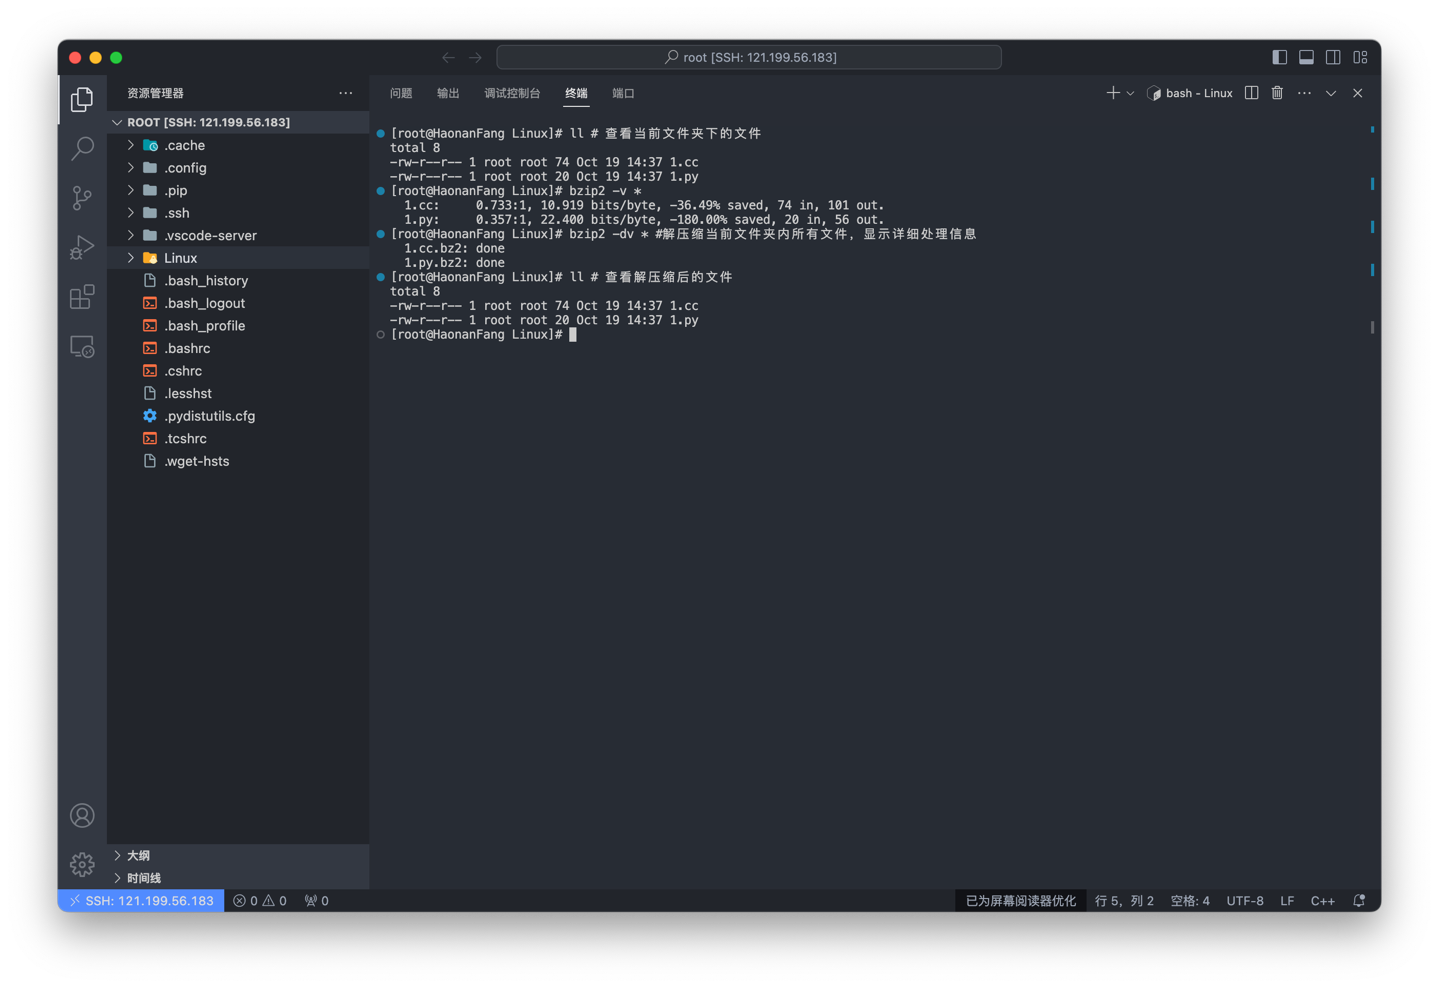 root [SSH: 121.199.56.183]
资源管理器
ROOT [SSH: 121.199.56.183]
.cache
.config
.pip
.ssh
.vscode-server
Linux
.bash_history
.bash_logout
.bash_profile
.bashrc
.cshrc
.lesshst
.pydistutils.cfg
.tcshrc
.wget-hsts
大纲
时间线
问题 输出 调试控制台 终端 端口
bash - Linux
[root@HaonanFang Linux]# ll # 查看当前文件夹下的文件
total 8
-rw-r--r-- 1 root root 74 Oct 19 14:37 1.cc
-rw-r--r-- 1 root root 20 Oct 19 14:37 1.py
[root@HaonanFang Linux]# bzip2 -v *
1.cc: 0.733:1, 10.919 bits/byte, -36.49% saved, 74 in, 101 out.
1.py: 0.357:1, 22.400 bits/byte, -180.00% saved, 20 in, 56 out.
[root@HaonanFang Linux]# bzip2 -dv * #解压缩当前文件夹内所有文件，显示详细处理信息
1.cc.bz2: done
1.py.bz2: done
[root@HaonanFang Linux]# ll # 查看解压缩后的文件
total 8
-rw-r--r-- 1 root root 74 Oct 19 14:37 1.cc
-rw-r--r-- 1 root root 20 Oct 19 14:37 1.py
[root@HaonanFang Linux]#
SSH: 121.199.56.183 0 0 0 已为屏幕阅读器优化 行 5，列 2 空格: 4 UTF-8 LF C++